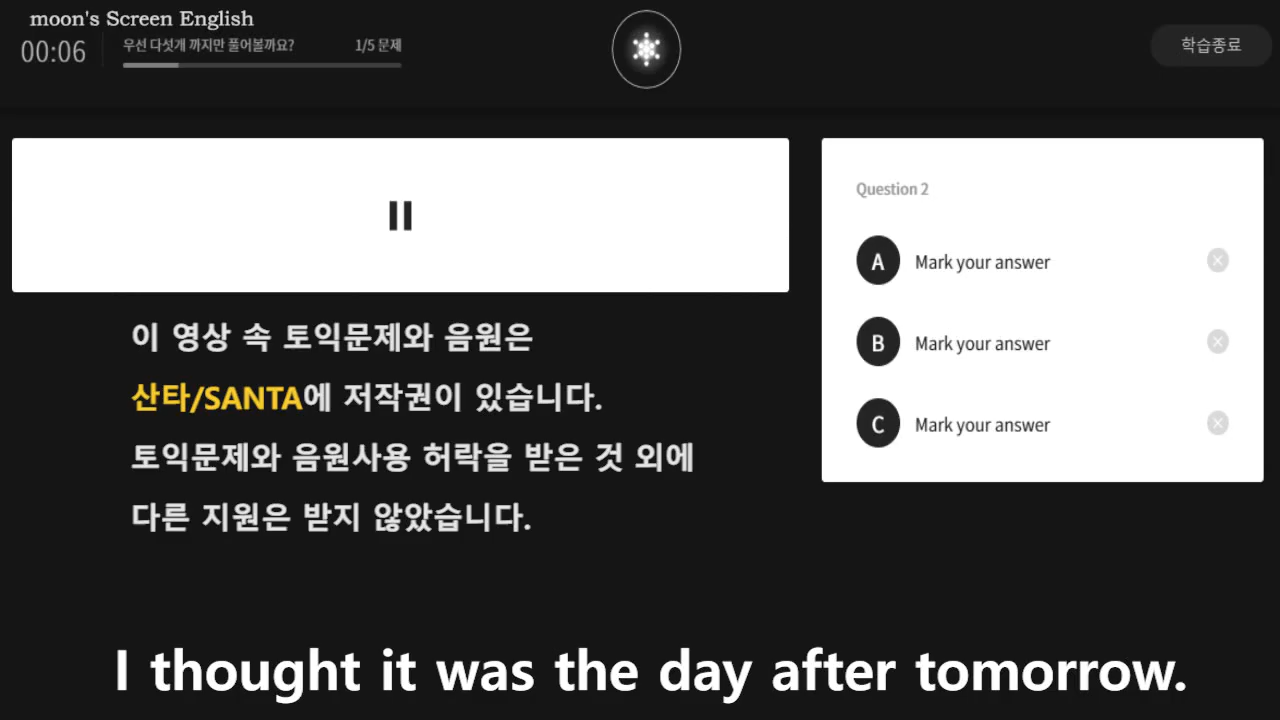 moon's Screen English
00:06
우선 다섯개 까지만 풀어볼까요?
1/5 문제
학습종료
이 영상 속 토익문제와 음원은
산타/SANTA에 저작권이 있습니다.
토익문제와 음원사용 허락을 받은 것 외에
다른 지원은 받지 않았습니다.
Question 2
A Mark your answer
B Mark your answer
C Mark your answer
I thought it was the day after tomorrow.